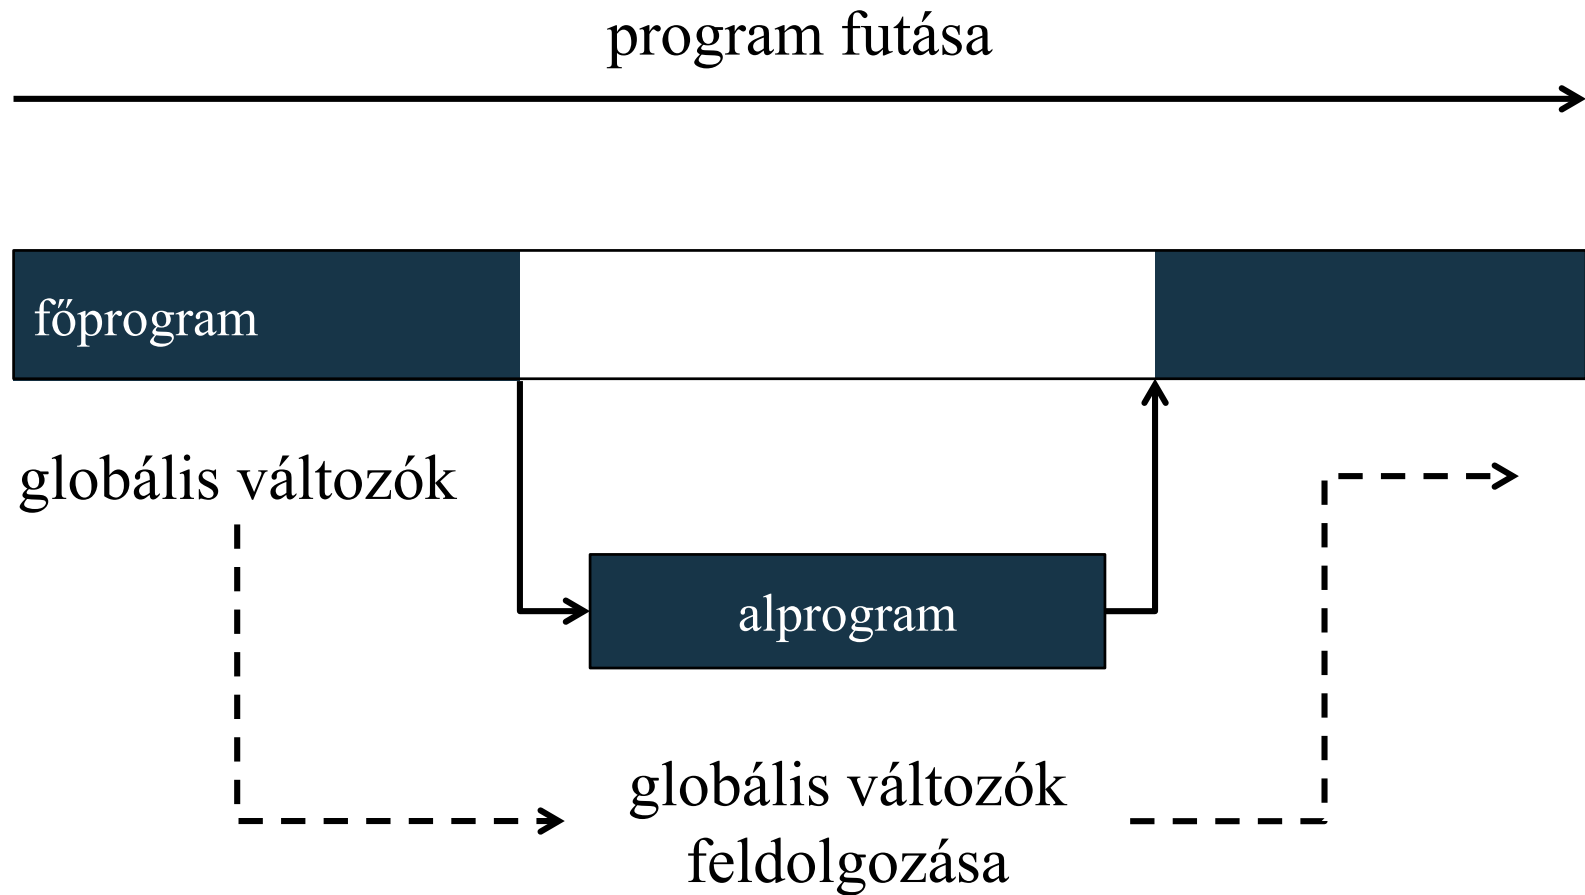 program futása
főprogram
globális változók
alprogram
globális változók
feldolgozása